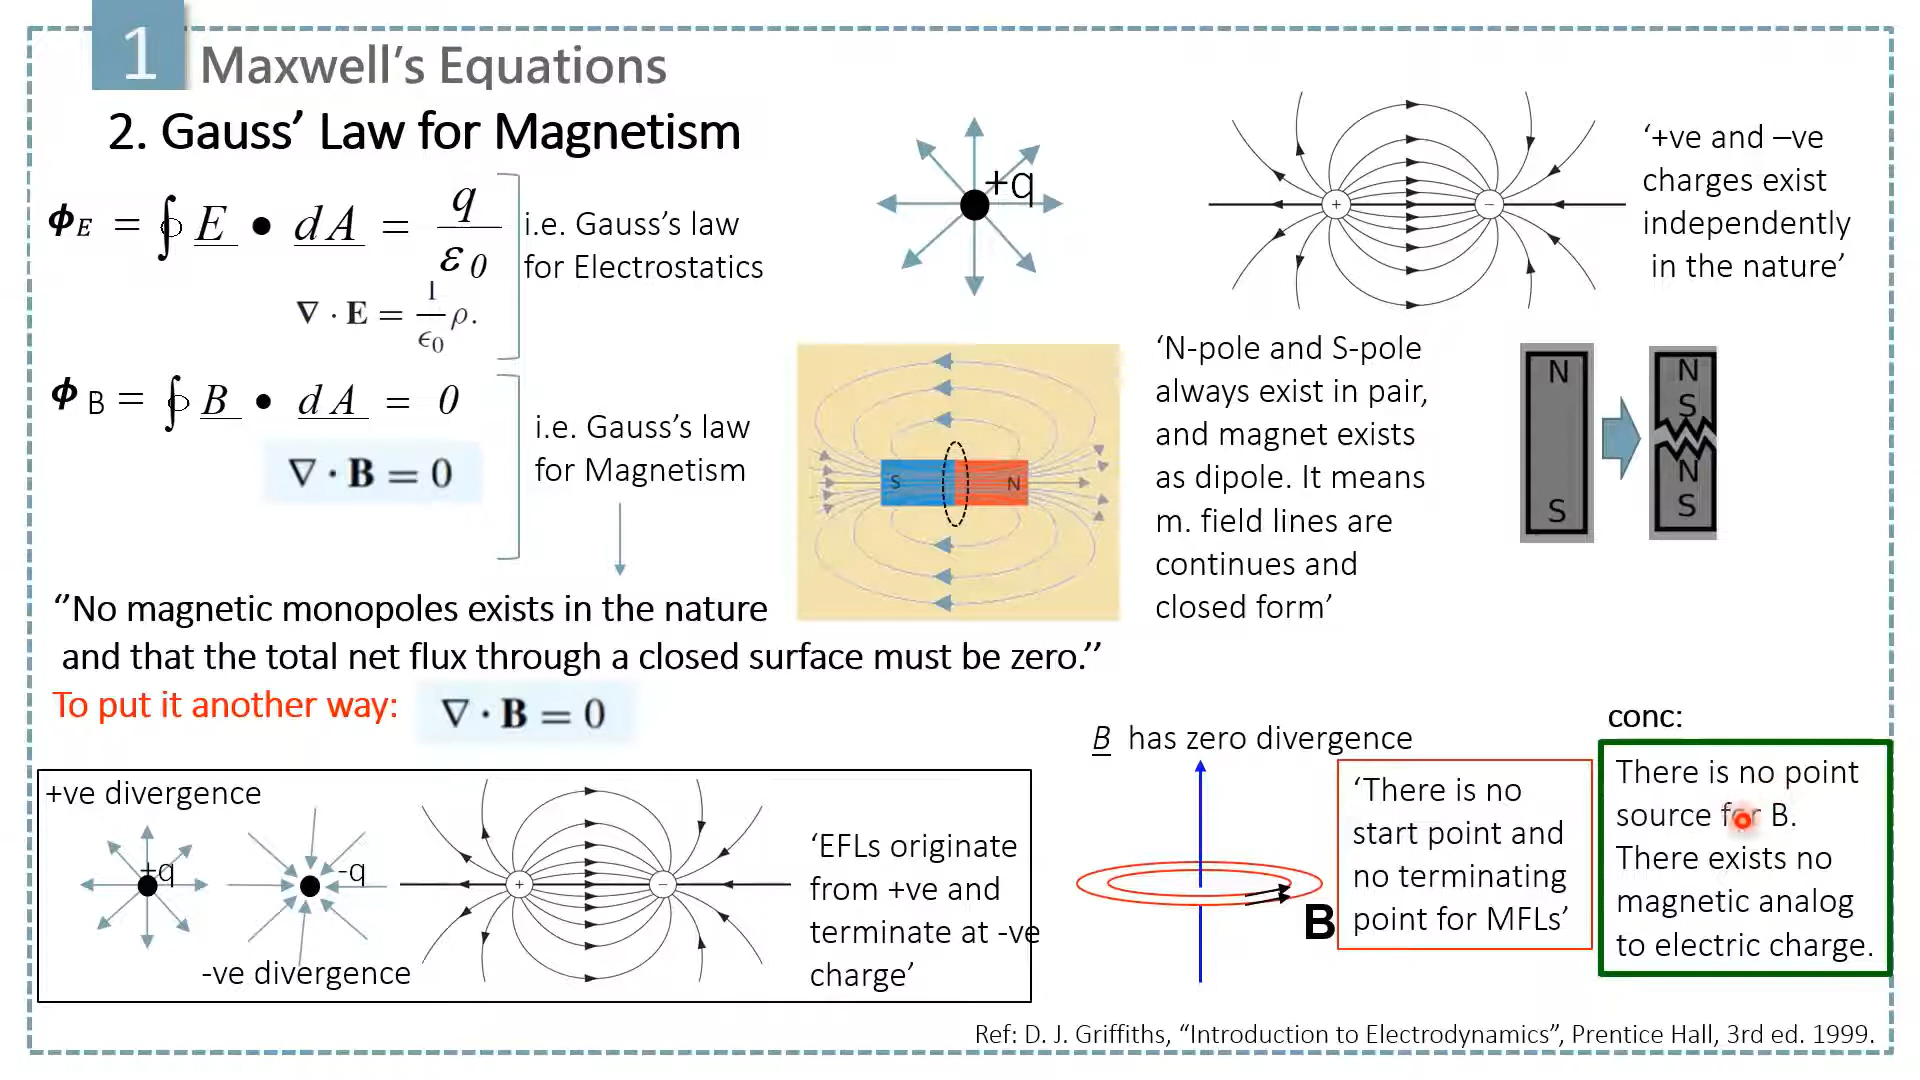 1
Maxwell’s Equations
2. Gauss’ Law for Magnetism
ϕE = ∮ E • dA = q / ε0
i.e. Gauss’s law
for Electrostatics
∇ · E = 1/ϵ0 ρ.
ϕ B = ∮ B • dA = 0
∇ · B = 0
i.e. Gauss’s law
for Magnetism
+q
+ −
‘+ve and –ve
charges exist
independently
in the nature’
S N
‘N-pole and S-pole
always exist in pair,
and magnet exists
as dipole. It means
m. field lines are
continues and
closed form’
N
S
N
S
N
S
‘’No magnetic monopoles exists in the nature
and that the total net flux through a closed surface must be zero.’’
To put it another way:
∇ · B = 0
+ve divergence
+q
-q
-ve divergence
+ −
‘EFLs originate
from +ve and
terminate at -ve
charge’
B has zero divergence
B
‘There is no
start point and
no terminating
point for MFLs’
conc:
There is no point
source for B.
There exists no
magnetic analog
to electric charge.
Ref: D. J. Griffiths, “Introduction to Electrodynamics”, Prentice Hall, 3rd ed. 1999.